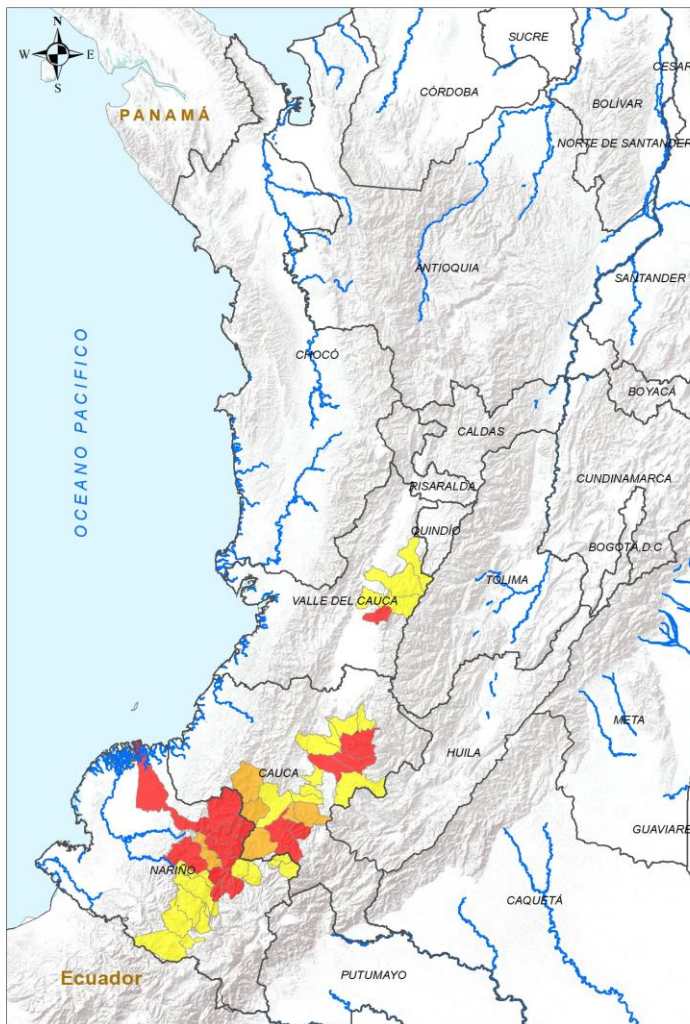 N
W E
S
SUCRE
CESAR
CÓRDOBA
BOLÍVAR
PANAMÁ
NORTE DE SANTANDER
ANTIOQUIA
SANTANDER
OCEANO PACIFICO
CHOCÓ
BOYACÁ
CALDAS
CUNDINAMARCA
RISARALDA
QUINDÍO
BOGOTÁ,D.C
TOLIMA
VALLE DEL CAUCA
META
HUILA
CAUCA
GUAVIARE
NARIÑO
CAQUETÁ
PUTUMAYO
Ecuador